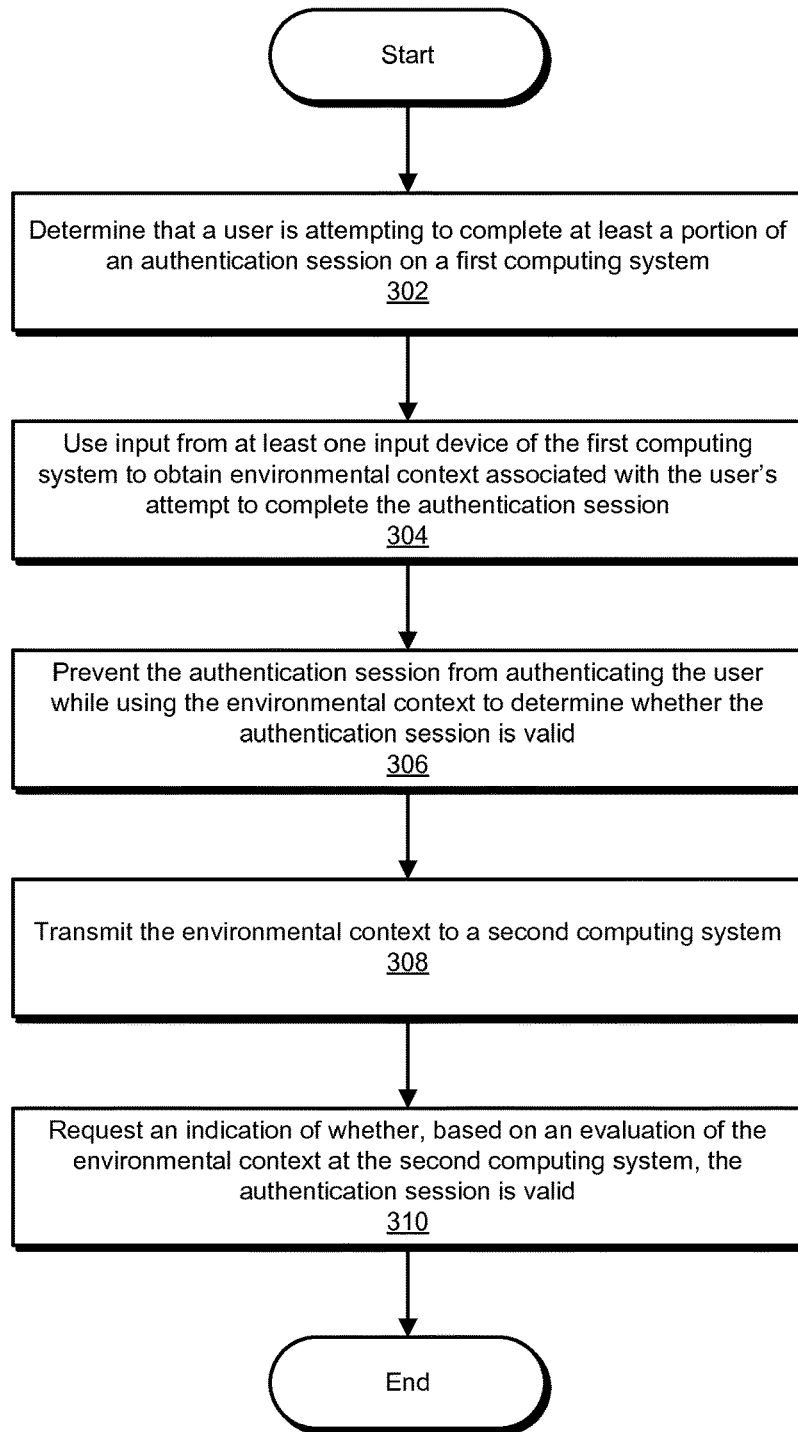 Start
Determine that a user is attempting to complete at least a portion of
an authentication session on a first computing system
302
Use input from at least one input device of the first computing
system to obtain environmental context associated with the user’s
attempt to complete the authentication session
304
Prevent the authentication session from authenticating the user
while using the environmental context to determine whether the
authentication session is valid
306
Transmit the environmental context to a second computing system
308
Request an indication of whether, based on an evaluation of the
environmental context at the second computing system, the
authentication session is valid
310
End